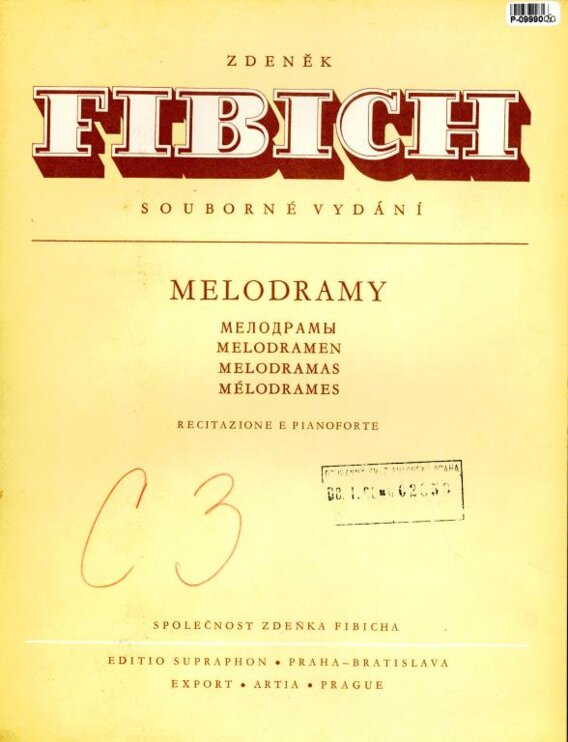 ZDENĚK
FIBICH
SOUBORNÉ VYDÁNÍ
MELODRAMY
МЕЛОДРАМЫ
MELODRAMEN
MELODRAMAS
MÉLODRAMES
RECITAZIONE E PIANOFORTE
C 3
SPOLEČNOST ZDEŇKA FIBICHA
EDITIO SUPRAPHON • PRAHA–BRATISLAVA
EXPORT • ARTIA • PRAGUE